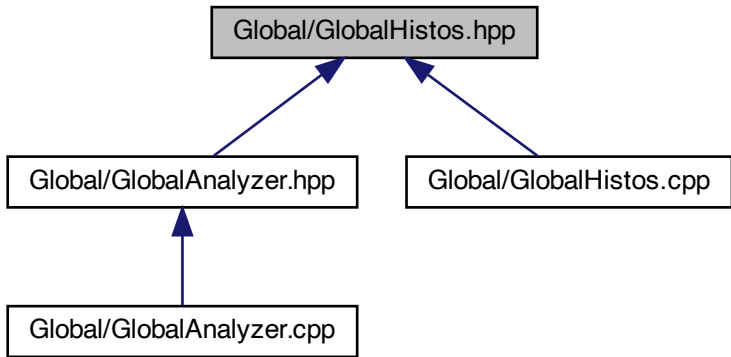 Global/GlobalHistos.hpp
Global/GlobalAnalyzer.hpp
Global/GlobalHistos.cpp
Global/GlobalAnalyzer.cpp